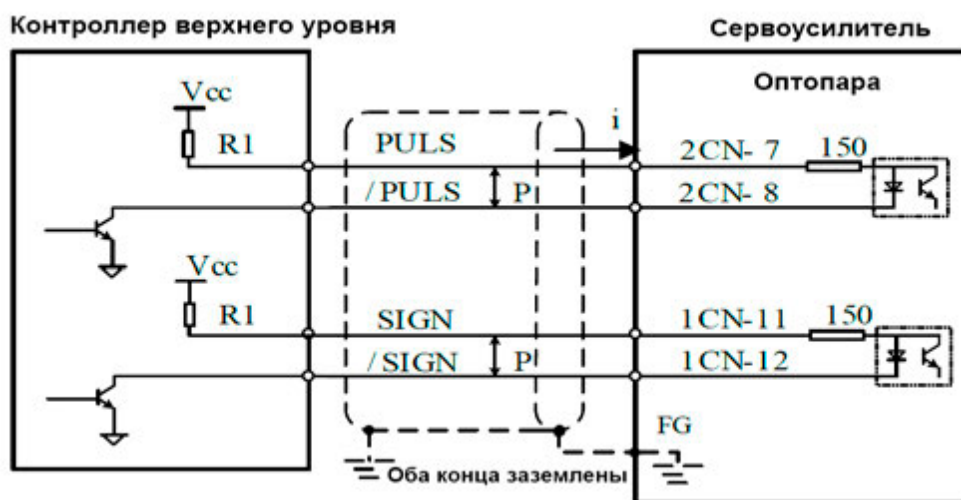 Контроллер верхнего уровня
Сервоусилитель
Оптопара
Vcc
R1
PULS
i
2CN- 7
150
/PULS
P
2CN- 8
Vcc
R1
SIGN
1CN-11
150
/SIGN
P
1CN-12
FG
Оба конца заземлены